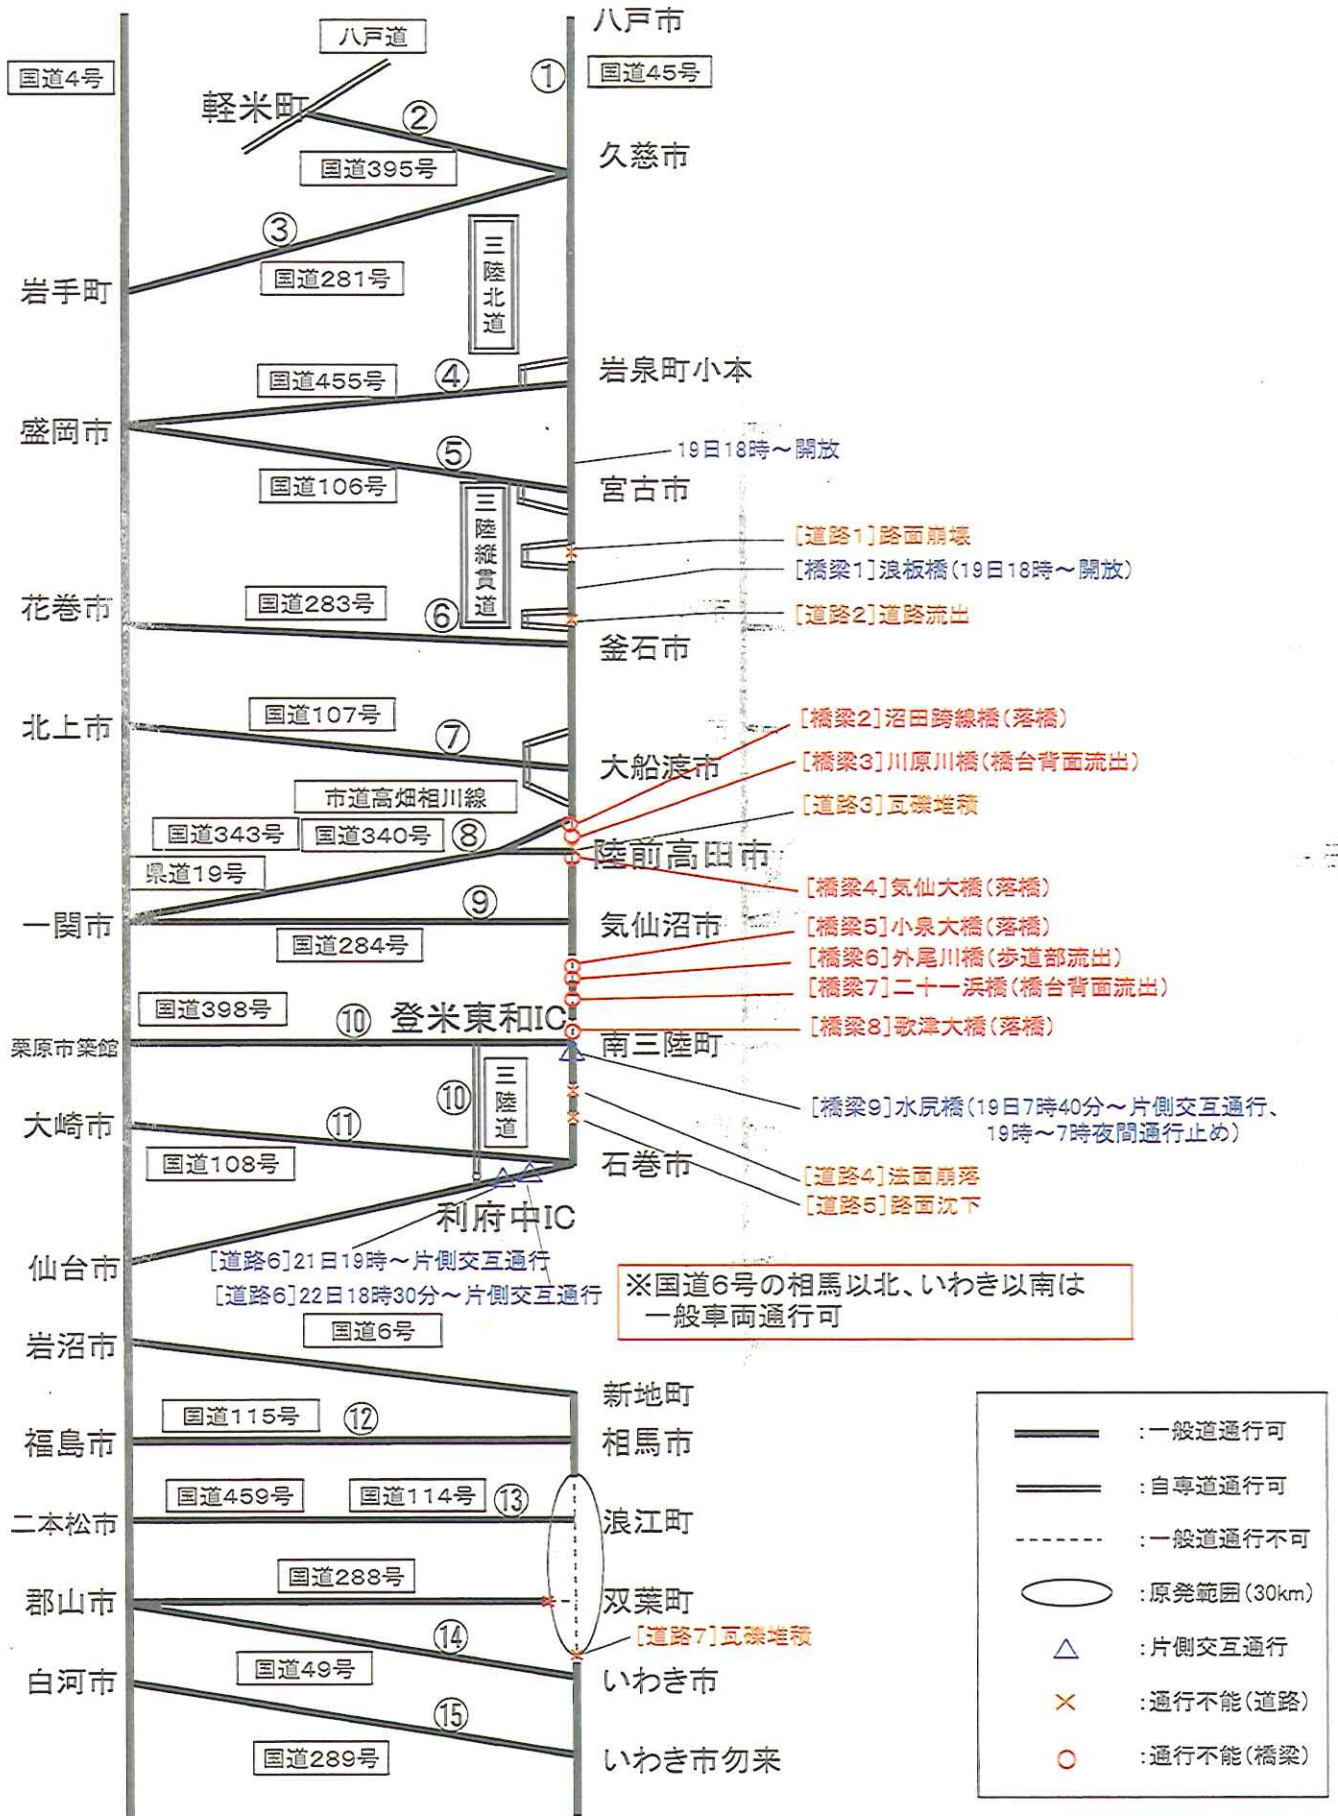 八戸市
八戸道
国道4号
①
国道45号
軽米町
②
久慈市
国道395号
③
三陸北道
国道281号
岩手町
岩泉町小本
国道455号
④
盛岡市
19日18時～開放
⑤
国道106号
宮古市
三陸縦貫道
[道路1]路面崩壊
[橋梁1]浪板橋(19日18時～開放)
花巻市
国道283号
⑥
[道路2]道路流出
釜石市
北上市
国道107号
⑦
[橋梁2]沼田跨線橋(落橋)
大船渡市
[橋梁3]川原川橋(橋台背面流出)
市道高畑相川線
[道路3]瓦礫堆積
国道343号
国道340号
⑧
陸前高田市
県道19号
[橋梁4]気仙大橋(落橋)
一関市
⑨
気仙沼市
国道284号
[橋梁5]小泉大橋(落橋)
[橋梁6]外尾川橋(歩道部流出)
[橋梁7]二十一浜橋(橋台背面流出)
国道398号
⑩
登米東和IC
[橋梁8]歌津大橋(落橋)
栗原市築館
南三陸町
⑩
三陸道
[橋梁9]水尻橋(19日7時40分～片側交互通行、
19時～7時夜間通行止め)
大崎市
⑪
国道108号
石巻市
[道路4]法面崩落
[道路5]路面沈下
利府中IC
仙台市
[道路6]21日19時～片側交互通行
[道路6]22日18時30分～片側交互通行
※国道6号の相馬以北、いわき以南は
一般車両通行可
国道6号
岩沼市
新地町
国道115号
⑫
福島市
相馬市
国道459号
国道114号
⑬
二本松市
浪江町
国道288号
郡山市
双葉町
[道路7]瓦礫堆積
⑭
国道49号
白河市
いわき市
⑮
国道289号
いわき市勿来
:一般道通行可
:自専道通行可
:一般道通行不可
:原発範囲(30km)
:片側交互通行
:通行不能(道路)
:通行不能(橋梁)